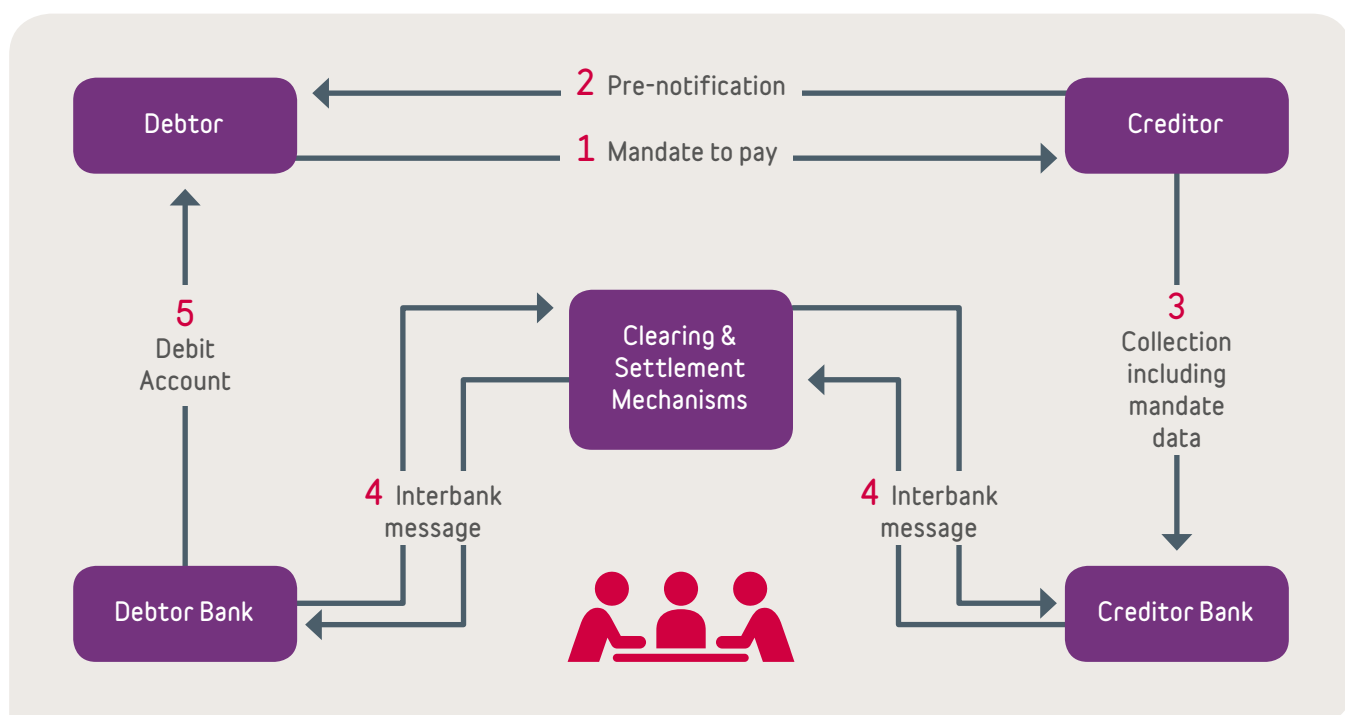 2 Pre-notification
Debtor
Creditor
1 Mandate to pay
5
Debit
Account
Clearing &
Settlement
Mechanisms
3
Collection
including
mandate
data
4 Interbank
message
4 Interbank
message
Debtor Bank
Creditor Bank